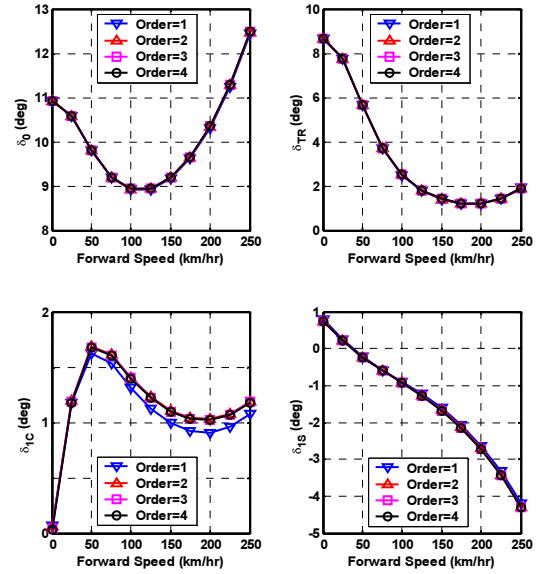 13
12
11
10
9
8
0 50 100 150 200 250
Forward Speed (km/hr)
δ0 (deg)
Order=1
Order=2
Order=3
Order=4
10
8
6
4
2
0
0 50 100 150 200 250
Forward Speed (km/hr)
δTR (deg)
Order=1
Order=2
Order=3
Order=4
2
1
0
0 50 100 150 200 250
Forward Speed (km/hr)
δ1C (deg)
Order=1
Order=2
Order=3
Order=4
1
0
-1
-2
-3
-4
-5
0 50 100 150 200 250
Forward Speed (km/hr)
δ1S (deg)
Order=1
Order=2
Order=3
Order=4